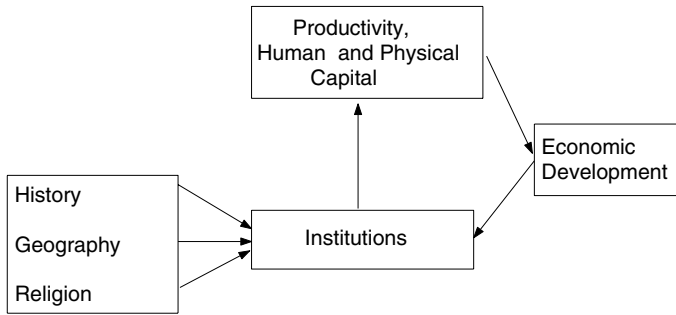 Productivity,
Human and Physical
Capital
Economic
Development
History
Geography
Religion
Institutions